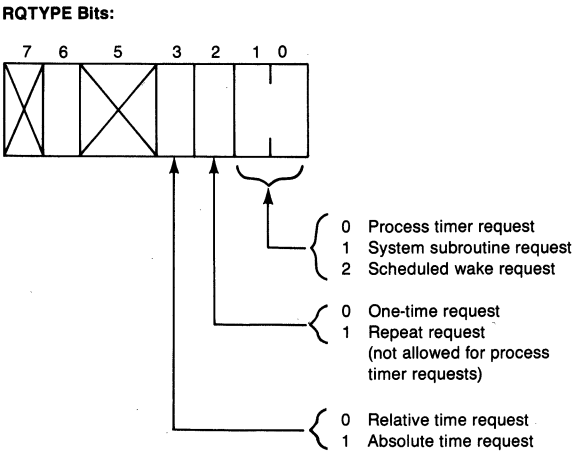 RQTYPE Bits:
7 6 5 3 2 1 0
0 Process timer request
1 System subroutine request
2 Scheduled wake request
0 One-time request
1 Repeat request
(not allowed for process
timer requests)
0 Relative time request
1 Absolute time request